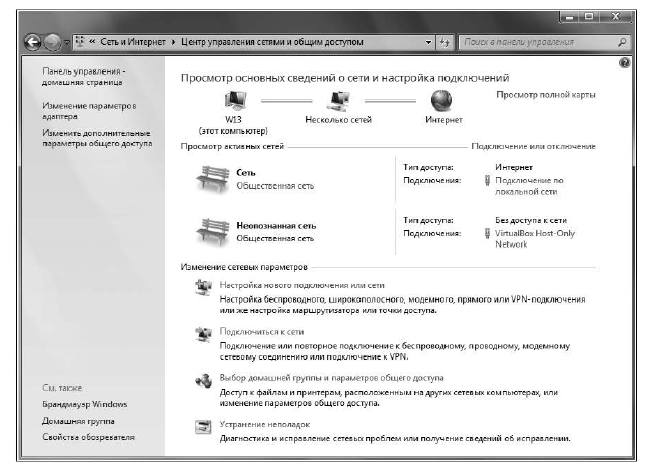 « Сеть и Интернет ▸ Центр управления сетями и общим доступом
Поиск в панели управления
Панель управления -
домашняя страница
Изменение параметров
адаптера
Изменить дополнительные
параметры общего доступа
См. также
Брандмауэр Windows
Домашняя группа
Свойства обозревателя
Просмотр основных сведений о сети и настройка подключений
Просмотр полной карты
W13
(этот компьютер)
Несколько сетей
Интернет
Просмотр активных сетей
Подключение или отключение
Сеть
Общественная сеть
Тип доступа: Интернет
Подключения: Подключение по
локальной сети
Неопознанная сеть
Общественная сеть
Тип доступа: Без доступа к сети
Подключения: VirtualBox Host-Only
Network
Изменение сетевых параметров
Настройка нового подключения или сети
Настройка беспроводного, широкополосного, модемного, прямого или VPN-подключения
или же настройка маршрутизатора или точки доступа.
Подключиться к сети
Подключение или повторное подключение к беспроводному, проводному, модемному
сетевому соединению или подключение к VPN.
Выбор домашней группы и параметров общего доступа
Доступ к файлам и принтерам, расположенным на других сетевых компьютерах, или
изменение параметров общего доступа.
Устранение неполадок
Диагностика и исправление сетевых проблем или получение сведений об исправлении.